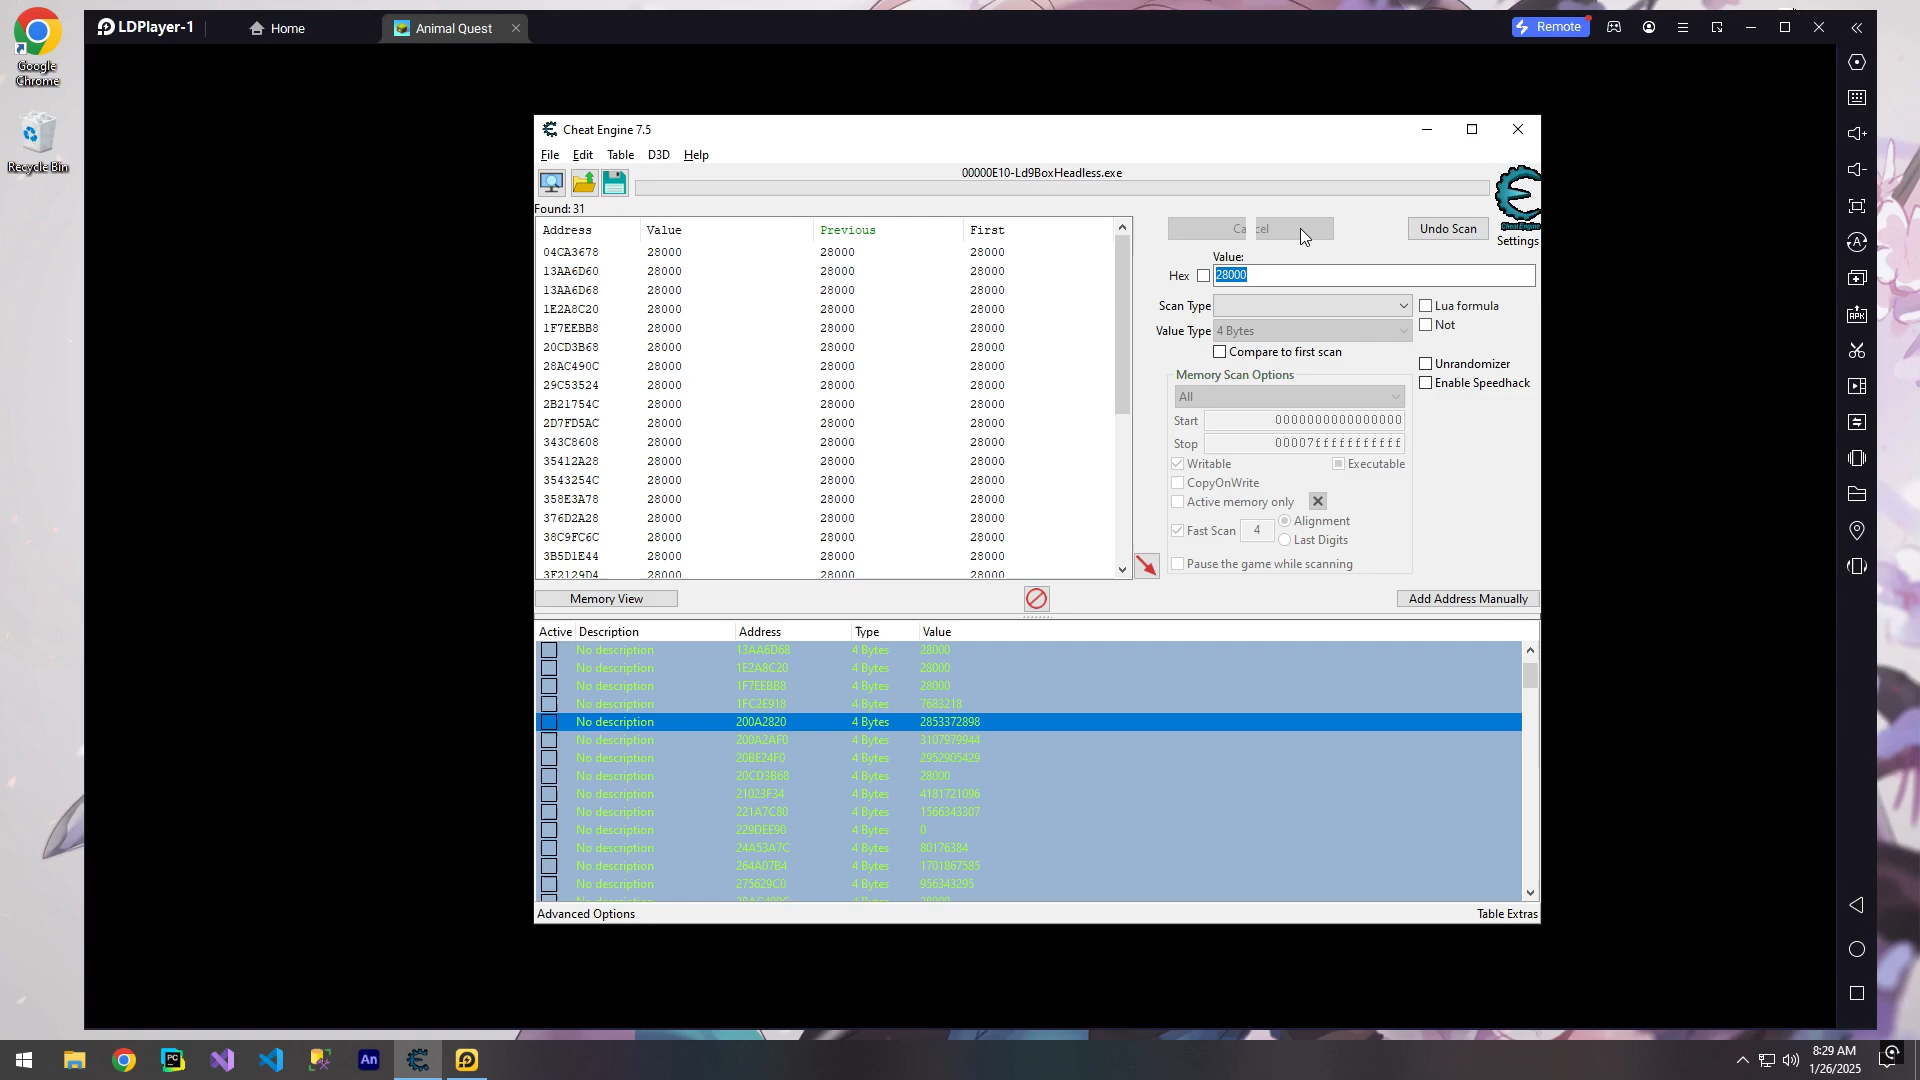 Google
Chrome
Recycle Bin
LDPlayer-1
Home
Animal Quest
Remote
Cheat Engine 7.5
File Edit Table D3D Help
00000E10-Ld9BoxHeadless.exe
Found: 31
Address Value Previous First
04CA3678 28000 28000 28000
13AA6D60 28000 28000 28000
13AA6D68 28000 28000 28000
1E2A8C20 28000 28000 28000
1F7EEBB8 28000 28000 28000
20CD3B68 28000 28000 28000
28AC490C 28000 28000 28000
29C53524 28000 28000 28000
2B21754C 28000 28000 28000
2D7FD5AC 28000 28000 28000
343C8608 28000 28000 28000
35412A28 28000 28000 28000
3543254C 28000 28000 28000
358E3A78 28000 28000 28000
376D2A28 28000 28000 28000
38C9FC6C 28000 28000 28000
3B5D1E44 28000 28000 28000
3F2129D4 28000 28000 28000
Cancel
Undo Scan
Settings
Value:
Hex 28000
Scan Type
Lua formula
Not
Value Type 4 Bytes
Compare to first scan
Unrandomizer
Enable Speedhack
Memory Scan Options
All
Start 0000000000000000
Stop 00007fffffffffff
Writable Executable
CopyOnWrite
Active memory only
Fast Scan 4 Alignment
Last Digits
Pause the game while scanning
Memory View
Add Address Manually
Active Description Address Type Value
No description 13AA6D68 4 Bytes 28000
No description 1E2A8C20 4 Bytes 28000
No description 1F7EEBB8 4 Bytes 28000
No description 1FC2E918 4 Bytes 7683218
No description 200A2820 4 Bytes 2853372898
No description 200A2AF0 4 Bytes 3107979944
No description 20BE24F0 4 Bytes 2952905429
No description 20CD3B68 4 Bytes 28000
No description 21023F34 4 Bytes 4181721096
No description 221A7C80 4 Bytes 1566343307
No description 229DEE90 4 Bytes 0
No description 24A53A7C 4 Bytes 80176384
No description 264A07B4 4 Bytes 1701867585
No description 275629C0 4 Bytes 956343295
Advanced Options
Table Extras
8:29 AM
1/26/2025